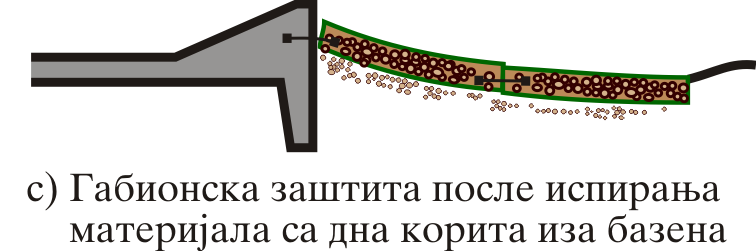 с) Габионска заштита после испирања
материјала са дна корита иза базена